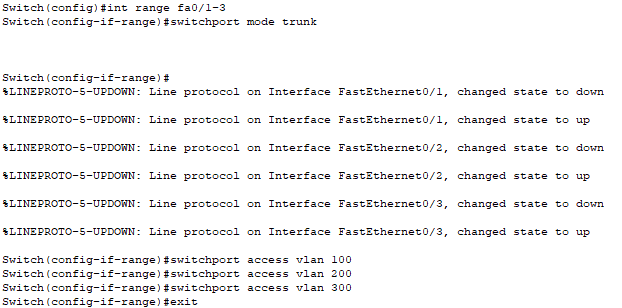 Switch(config)#int range fa0/1-3
Switch(config-if-range)#switchport mode trunk
Switch(config-if-range)#
%LINEPROTO-5-UPDOWN: Line protocol on Interface FastEthernet0/1, changed state to down
%LINEPROTO-5-UPDOWN: Line protocol on Interface FastEthernet0/1, changed state to up
%LINEPROTO-5-UPDOWN: Line protocol on Interface FastEthernet0/2, changed state to down
%LINEPROTO-5-UPDOWN: Line protocol on Interface FastEthernet0/2, changed state to up
%LINEPROTO-5-UPDOWN: Line protocol on Interface FastEthernet0/3, changed state to down
%LINEPROTO-5-UPDOWN: Line protocol on Interface FastEthernet0/3, changed state to up
Switch(config-if-range)#switchport access vlan 100
Switch(config-if-range)#switchport access vlan 200
Switch(config-if-range)#switchport access vlan 300
Switch(config-if-range)#exit